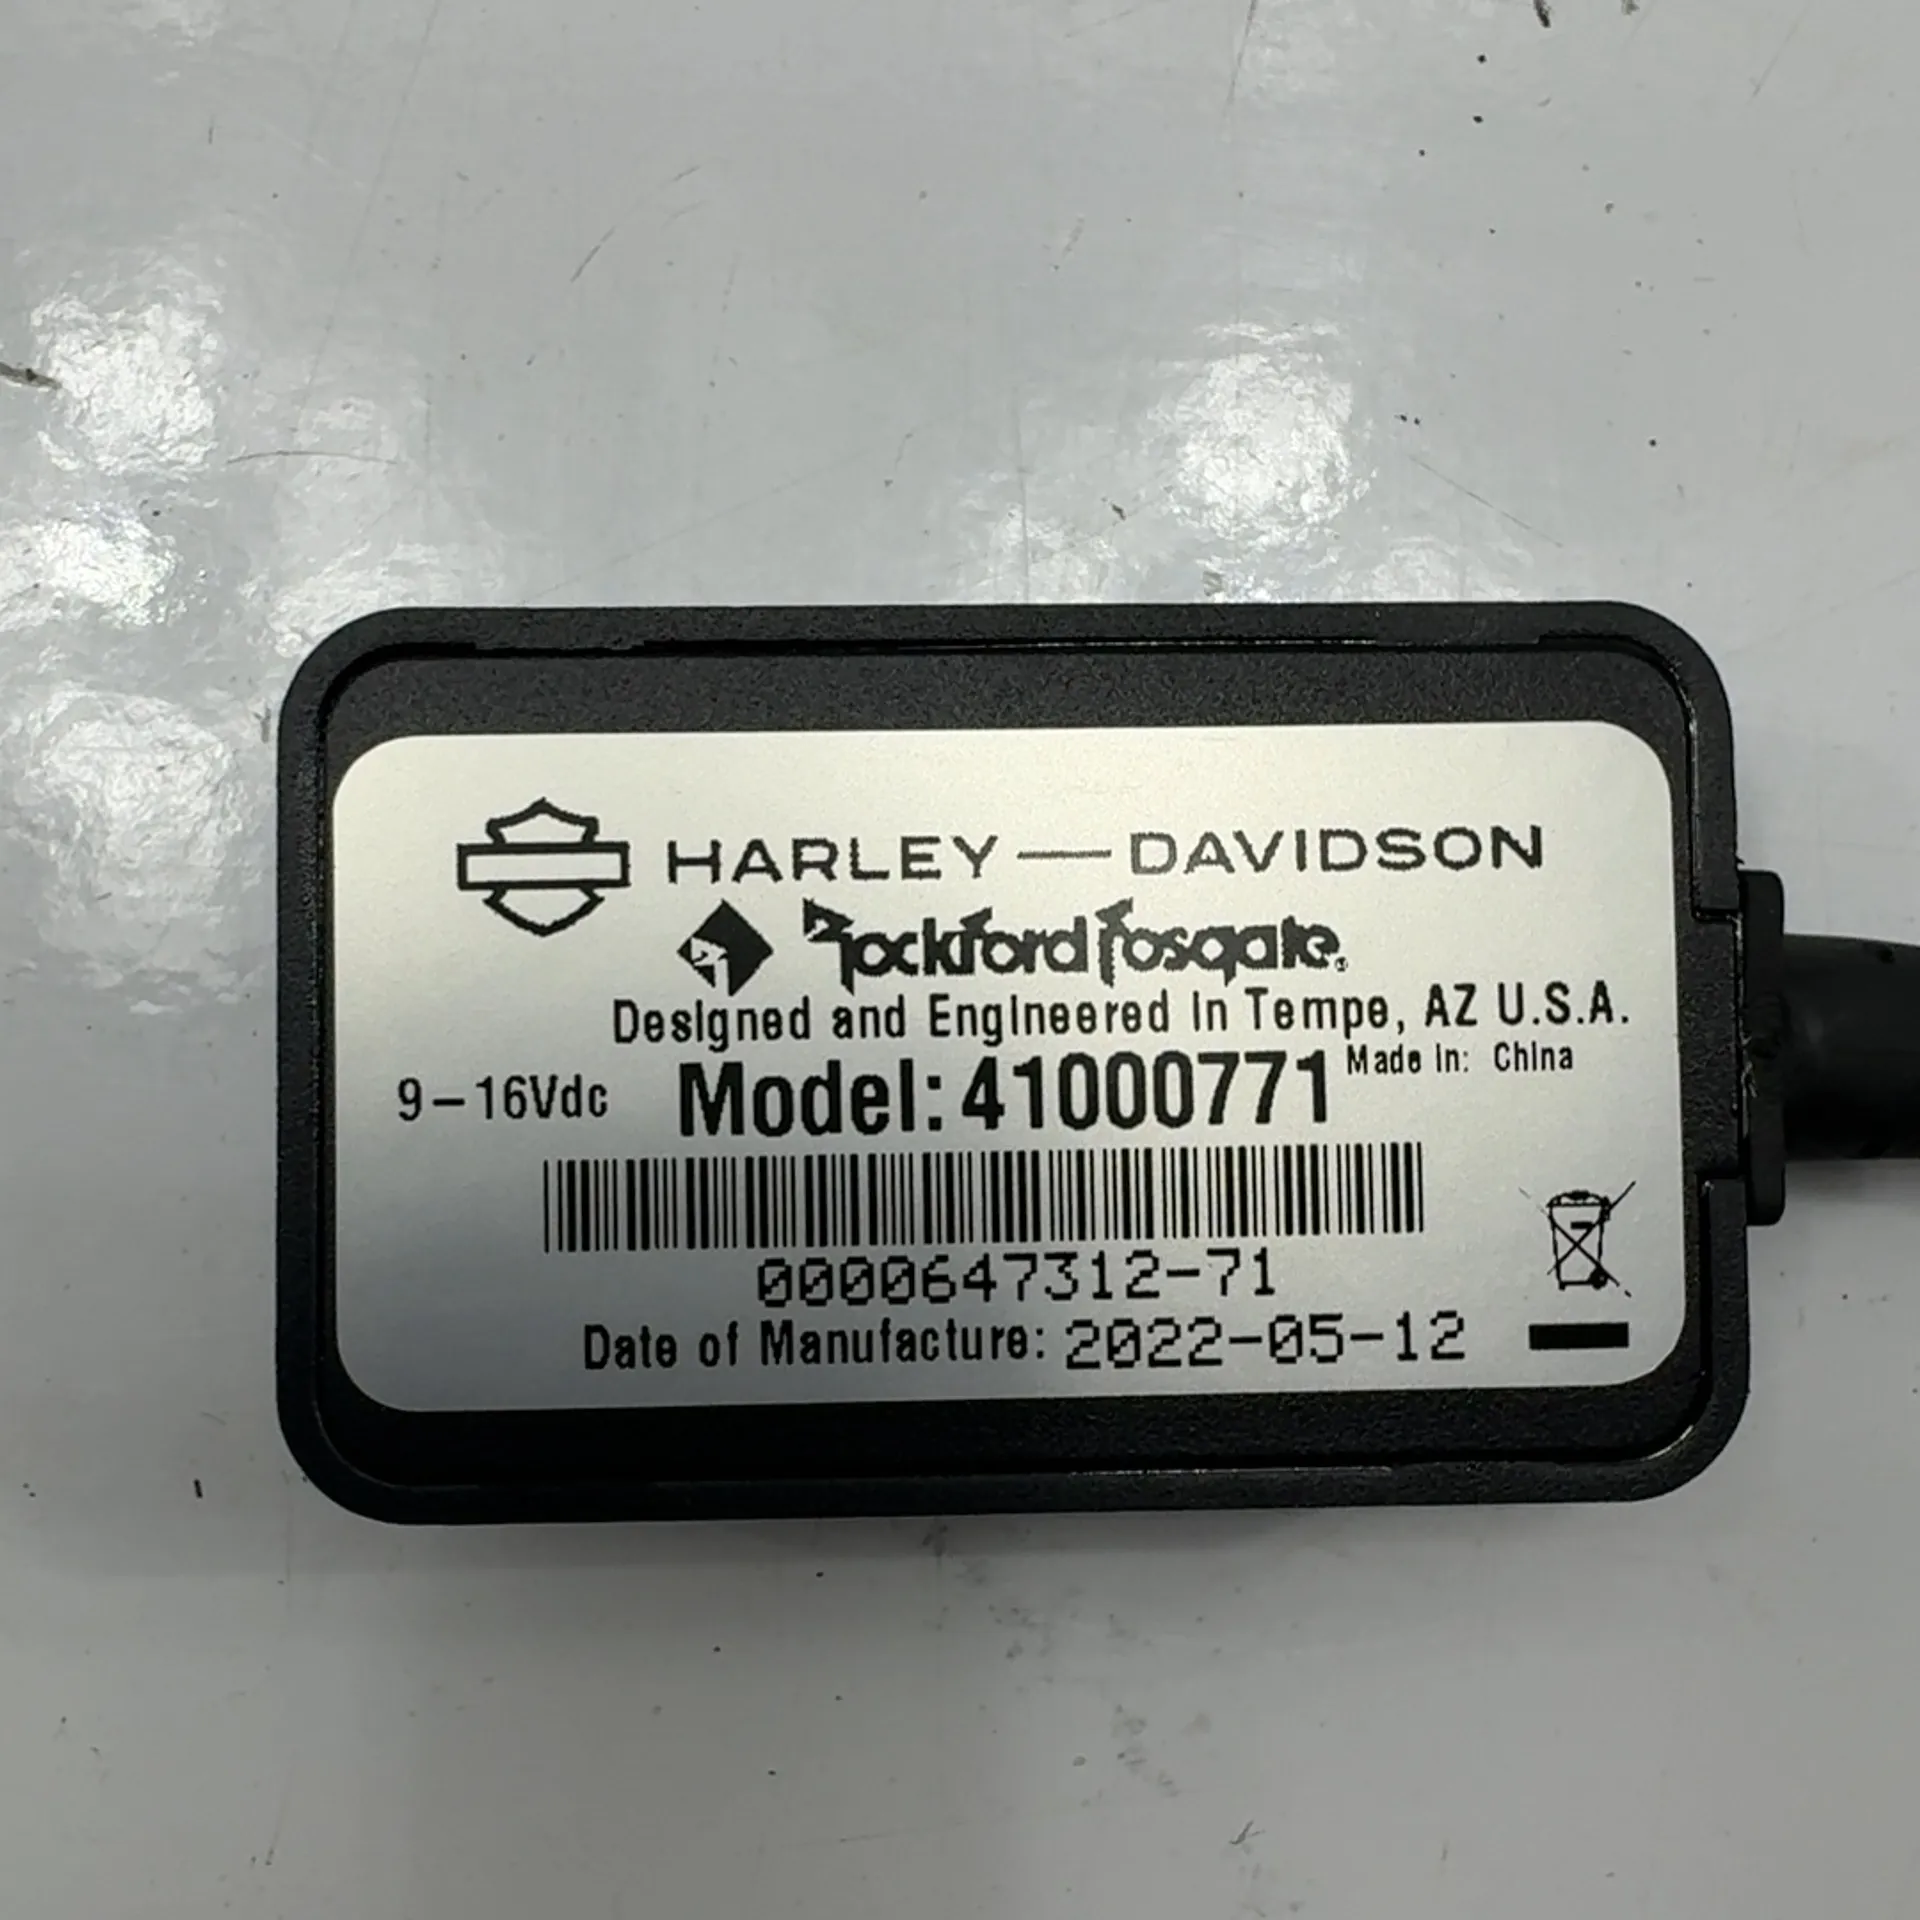 HARLEY—DAVIDSON
Rockford Fosgate®
Designed and Engineered in Tempe, AZ U.S.A.
9-16Vdc Model: 41000771 Made in: China
0000647312-71
Date of Manufacture: 2022-05-12